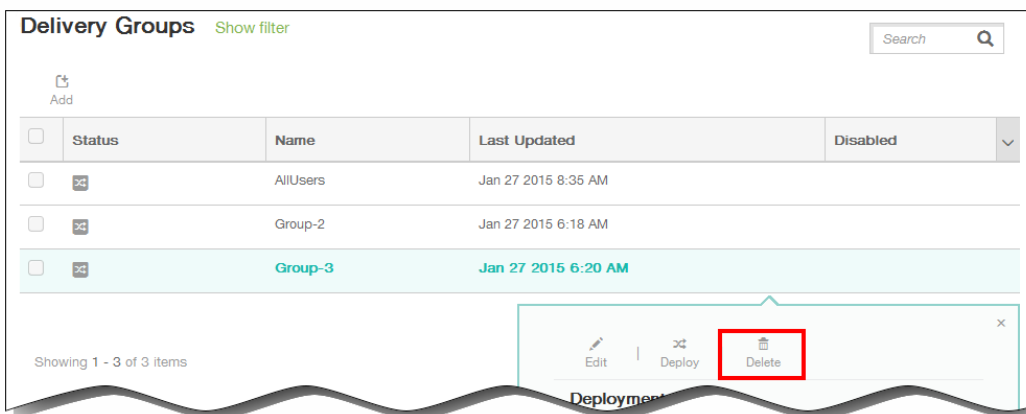 Delivery Groups Show filter
Search
Add
Status Name Last Updated Disabled
AllUsers Jan 27 2015 8:35 AM
Group-2 Jan 27 2015 6:18 AM
Group-3 Jan 27 2015 6:20 AM
Showing 1 - 3 of 3 items
Edit | Deploy Delete
Deployment